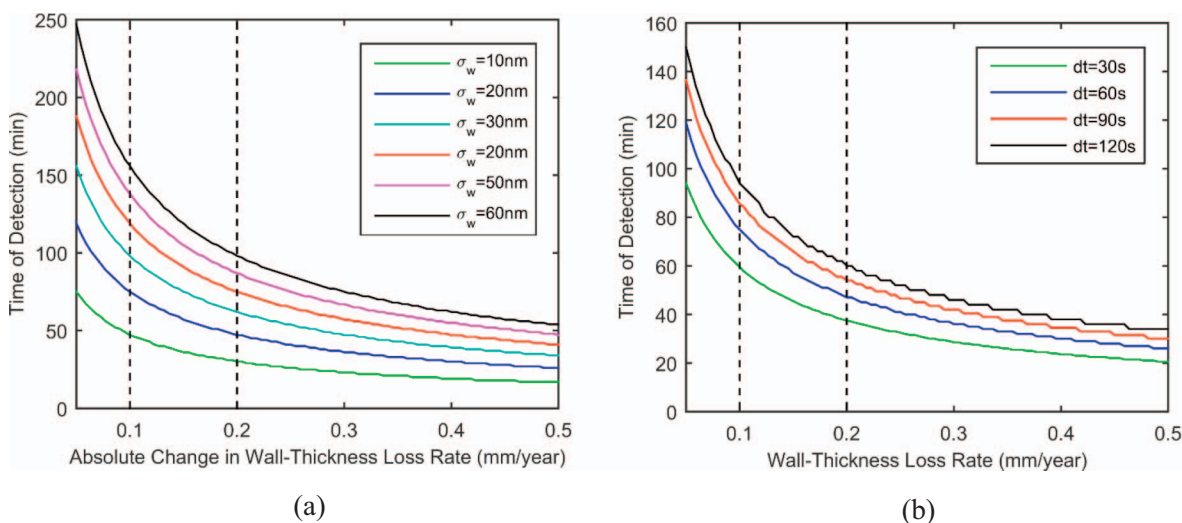 250
200
150
100
50
0
Time of Detection (min)
σw=10nm
σw=20nm
σw=30nm
σw=20nm
σw=50nm
σw=60nm
0.1 0.2 0.3 0.4 0.5
Absolute Change in Wall-Thickness Loss Rate (mm/year)
(a)
160
140
120
100
80
60
40
20
0
Time of Detection (min)
dt=30s
dt=60s
dt=90s
dt=120s
0.1 0.2 0.3 0.4 0.5
Wall-Thickness Loss Rate (mm/year)
(b)